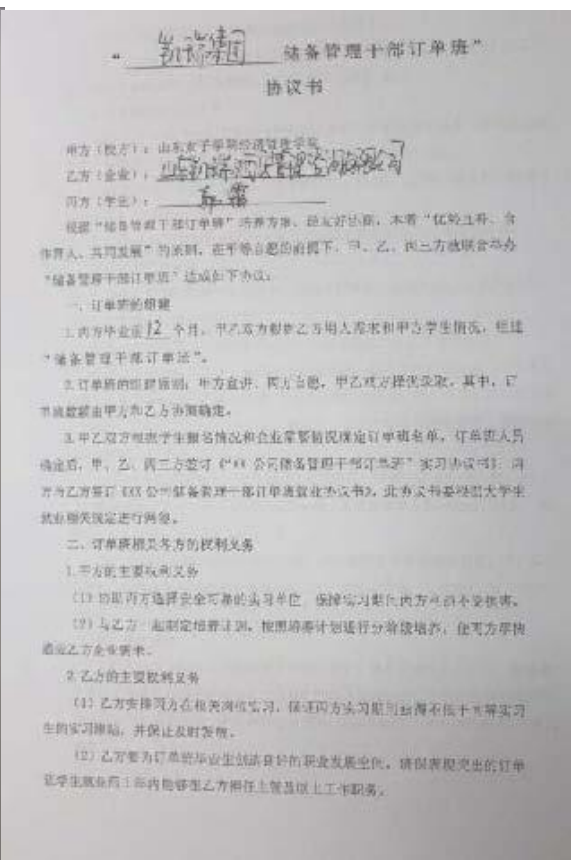 “ 凯瑞集团 储备管理干部订单班”
协议书
甲方(校方):山东女子学院经济管理学院
乙方(企业):
丙方(学生):
根据“储备管理干部订单班”培养方案,经友好协商,本着“优势互补、合
作育人、共同发展”的原则,在平等自愿的前提下,甲、乙、丙三方就联合举办
“储备管理干部订单班”达成如下协议:
一、订单班的组建
1.丙方毕业前12个月,甲乙双方根据乙方用人需求和甲方学生情况,组建
“储备管理干部订单班”。
2.订单班的组建原则:甲方宣讲、丙方自愿,甲乙双方择优录取。其中,订
单班数额由甲方和乙方协商确定。
3.甲乙双方根据学生报名情况和企业需要情况确定订单班名单,订单班人员
确定后,甲、乙、丙三方签订《“XX公司储备管理干部订单班”实习协议书》,丙
方与乙方签订《XX公司储备管理干部订单班就业协议书》,此协议书要根据大学生
就业相关规定进行网签。
二、订单班相关各方的权利义务
1.甲方的主要权利义务
(1)协助丙方选择安全可靠的实习单位,保障实习期间丙方权益不受损害。
(2)与乙方一起制定培养计划,按照培养计划进行分阶段培养,使丙方尽快
适应乙方企业需求。
2.乙方的主要权利义务
(1)乙方安排丙方在相关岗位实习,保证丙方实习期间待遇不低于同等实习
生的实习津贴,并保证及时发放。
(2)乙方要为订单班毕业生创造良好的职业发展空间,确保表现突出的订单
班学生就业后 年内能够在乙方担任主管及以上工作职务。